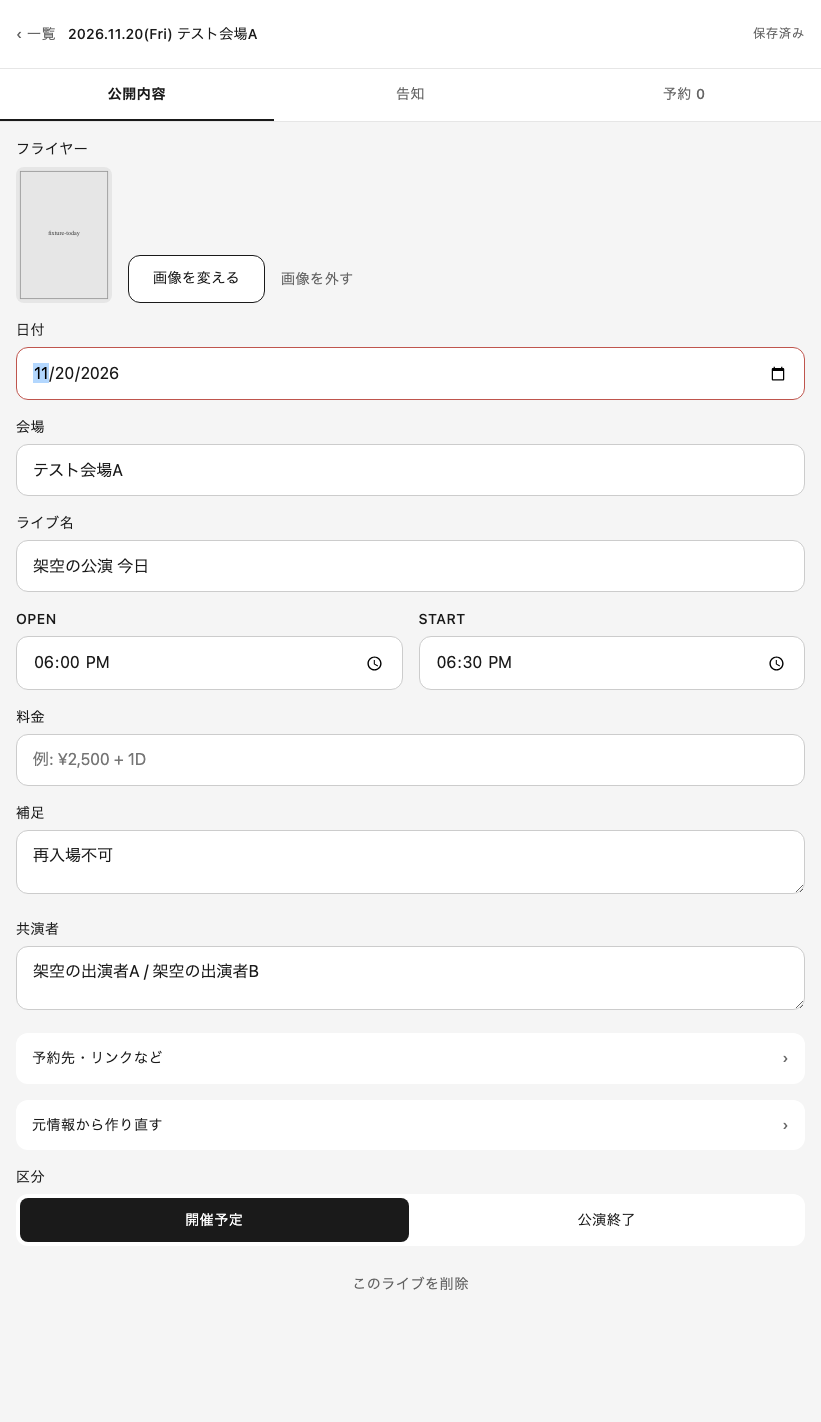 ‹ 一覧 2026.11.20(Fri) テスト会場A 保存済み
公開内容 告知 予約 0
フライヤー
fixture-today
画像を変える 画像を外す
日付
11/20/2026
会場
テスト会場A
ライブ名
架空の公演 今日
OPEN START
06:00 PM 06:30 PM
料金
例: ¥2,500 + 1D
補足
再入場不可
共演者
架空の出演者A / 架空の出演者B
予約先・リンクなど ›
元情報から作り直す ›
区分
開催予定 公演終了
このライブを削除